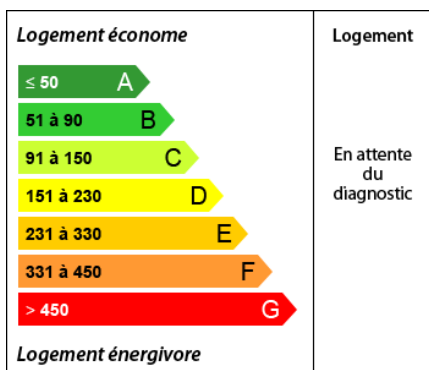 Logement économe
Logement
≤ 50 A
51 à 90 B
91 à 150 C
En attente
du
diagnostic
151 à 230 D
231 à 330 E
331 à 450 F
> 450 G
Logement énergivore